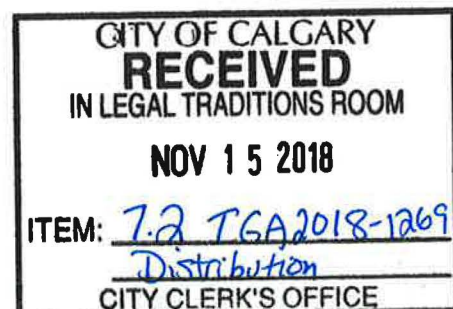 CITY OF CALGARY
RECEIVED
IN LEGAL TRADITIONS ROOM
NOV 15 2018
ITEM: 7.2 TGA2018-1269
Distribution
CITY CLERK'S OFFICE